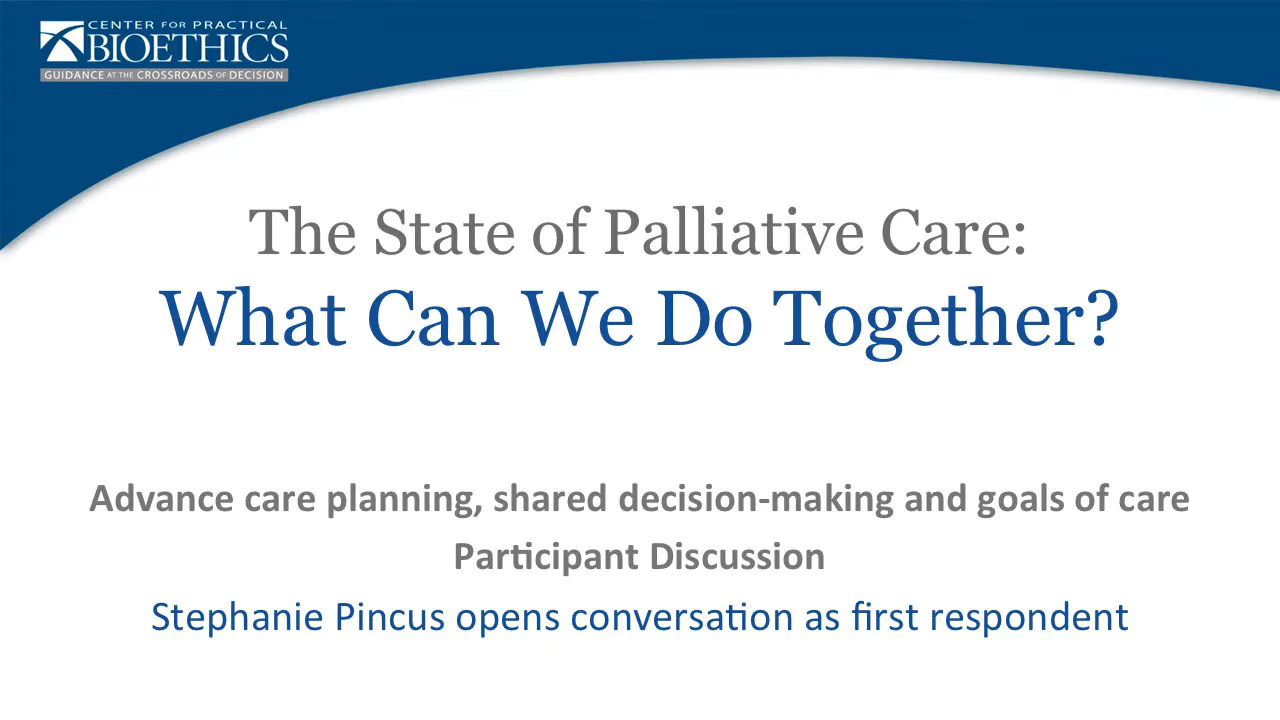 CENTER FOR PRACTICAL
BIOETHICS
GUIDANCE AT THE CROSSROADS OF DECISION
The State of Palliative Care:
What Can We Do Together?
Advance care planning, shared decision-making and goals of care
Participant Discussion
Stephanie Pincus opens conversation as first respondent